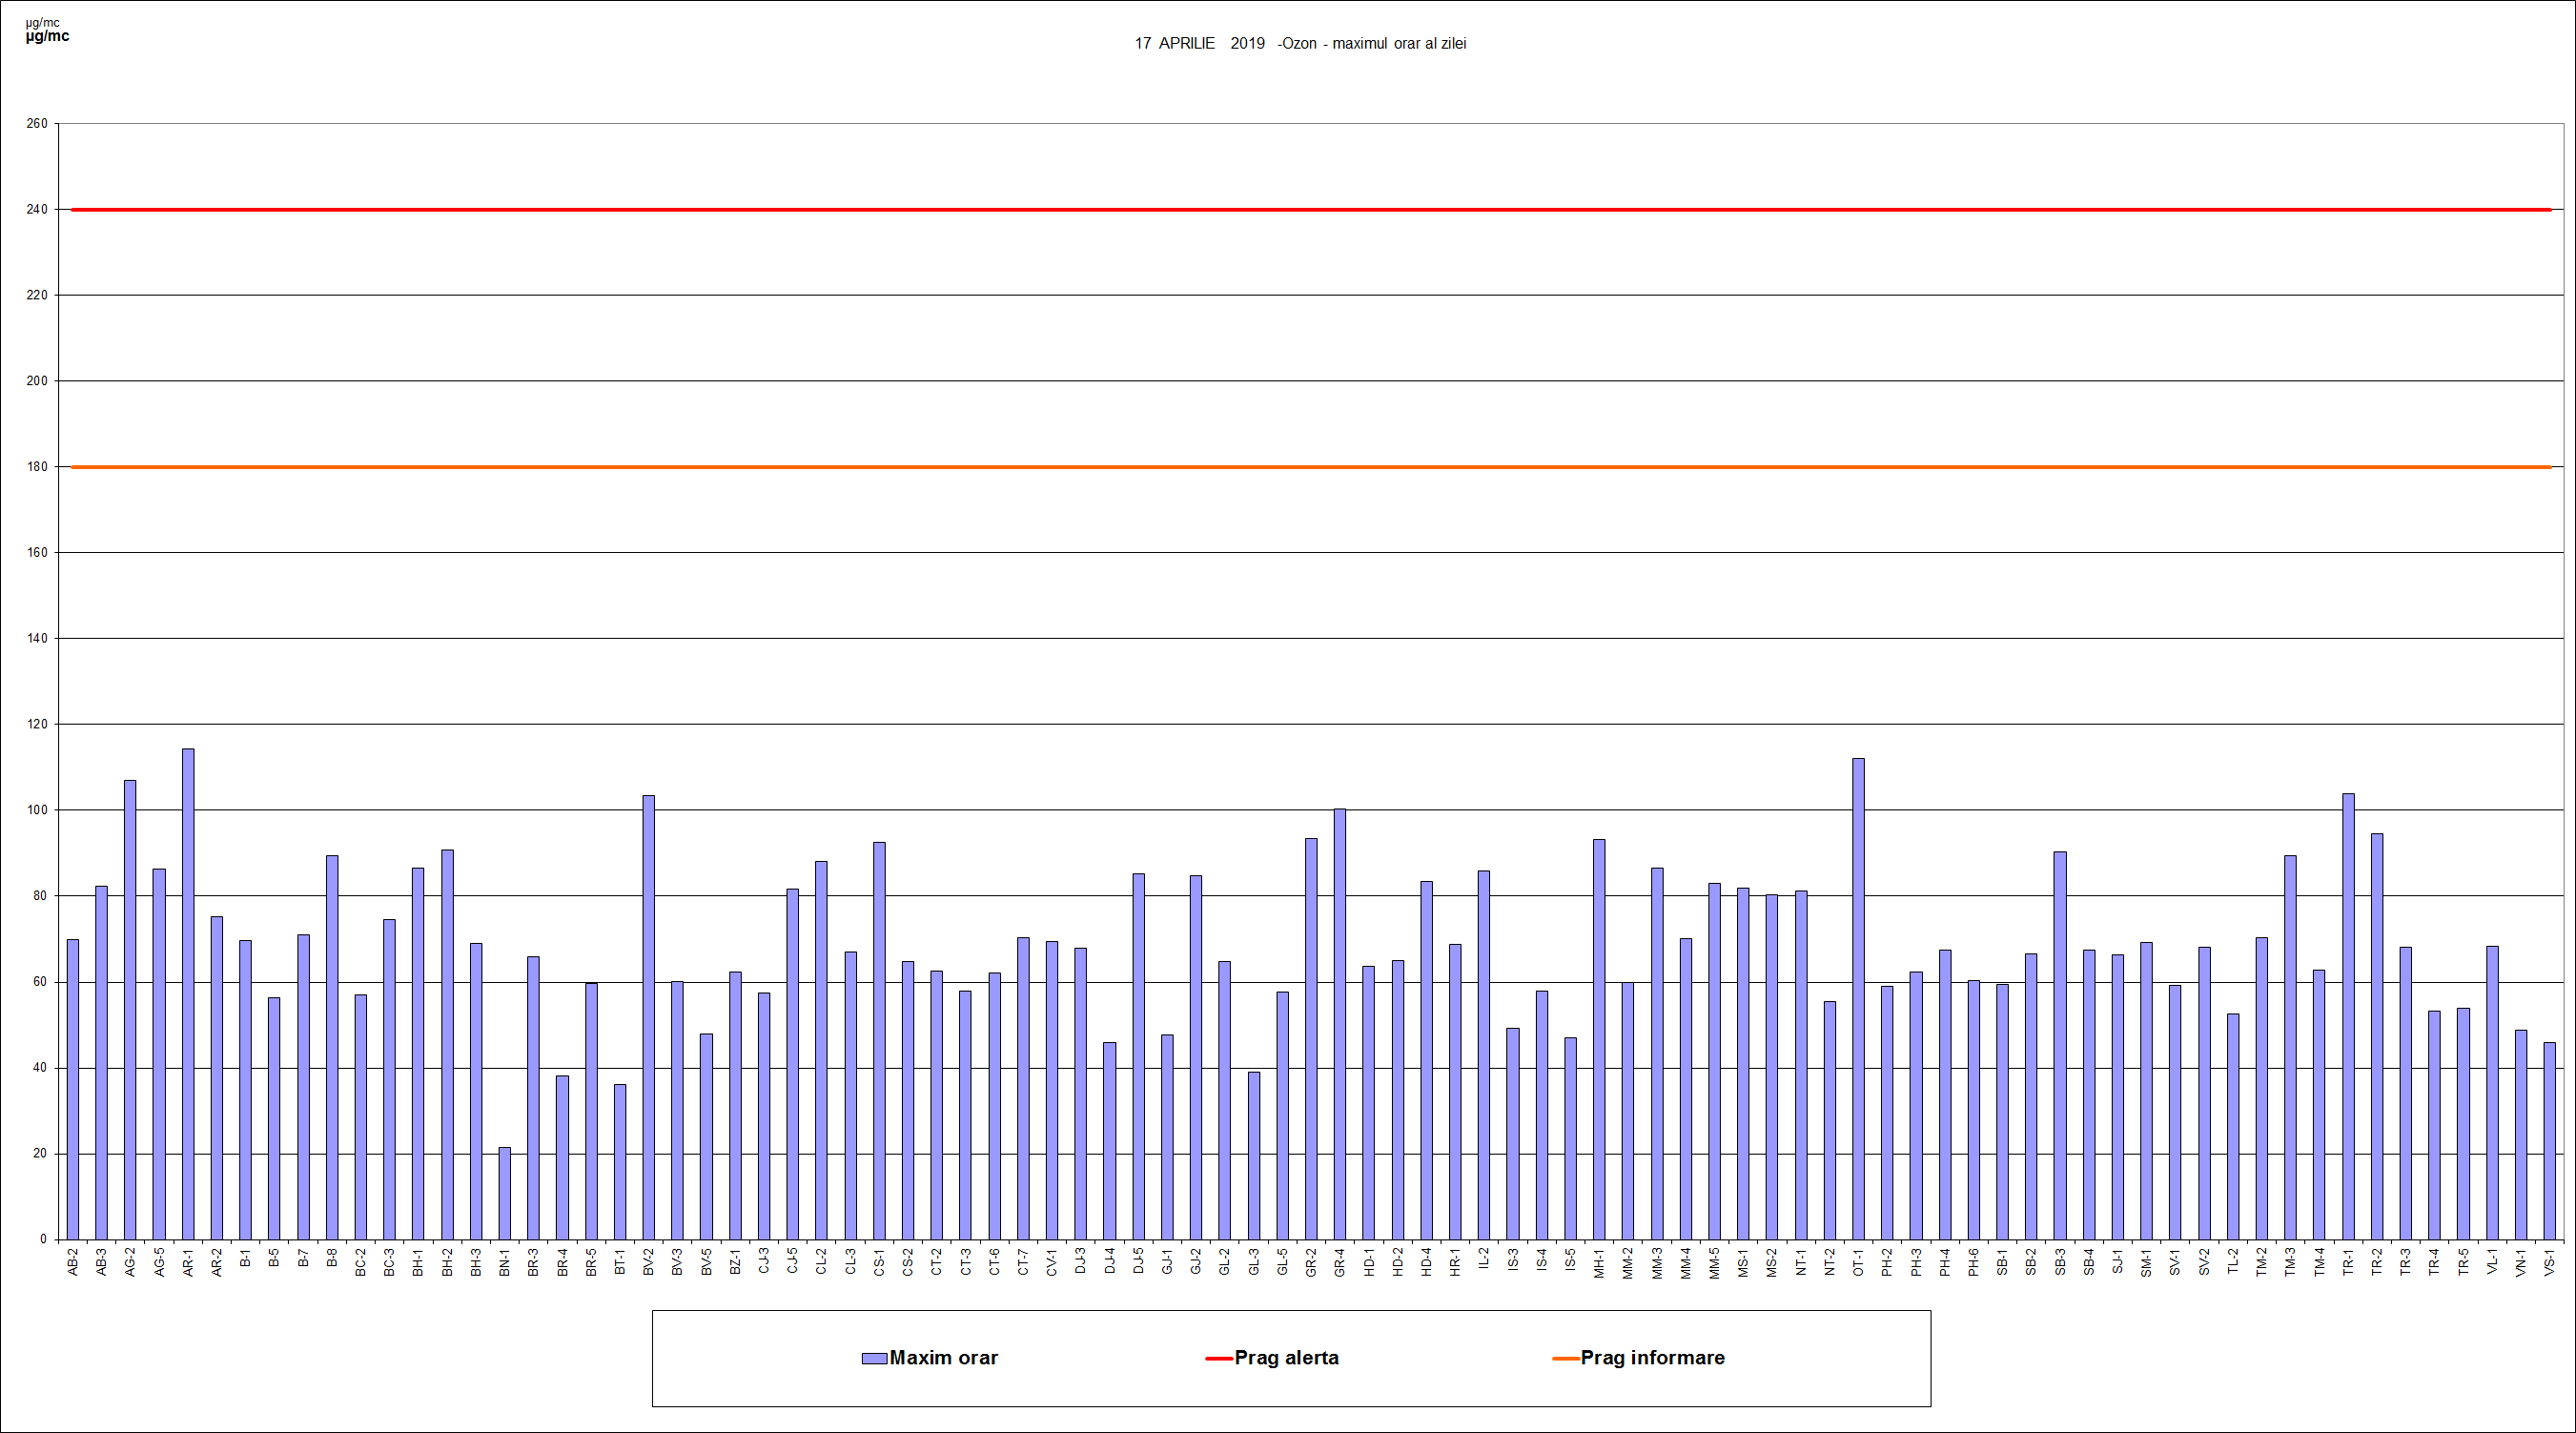 µg/mc
µg/mc
17 APRILIE 2019 -Ozon - maximul orar al zilei
260
240
220
200
180
160
140
120
100
80
60
40
20
0
AB-2 AB-3 AG-2 AG-5 AR-1 AR-2 B-1 B-5 B-7 B-8 BC-2 BC-3 BH-1 BH-2 BH-3 BN-1 BR-3 BR-4 BR-5 BT-1 BV-2 BV-3 BV-5 BZ-1 CJ-3 CJ-5 CL-2 CL-3 CS-1 CS-2 CT-2 CT-3 CT-6 CT-7 CV-1 DJ-3 DJ-4 DJ-5 GJ-1 GJ-2 GL-2 GL-3 GL-5 GR-2 GR-4 HD-1 HD-2 HD-4 HR-1 IL-2 IS-3 IS-4 IS-5 MH-1 MM-2 MM-3 MM-4 MM-5 MS-1 MS-2 NT-1 NT-2 OT-1 PH-2 PH-3 PH-4 PH-6 SB-1 SB-2 SB-3 SB-4 SJ-1 SM-1 SV-1 SV-2 TL-2 TM-2 TM-3 TM-4 TR-1 TR-2 TR-3 TR-4 TR-5 VL-1 VN-1 VS-1
Maxim orar Prag alerta Prag informare